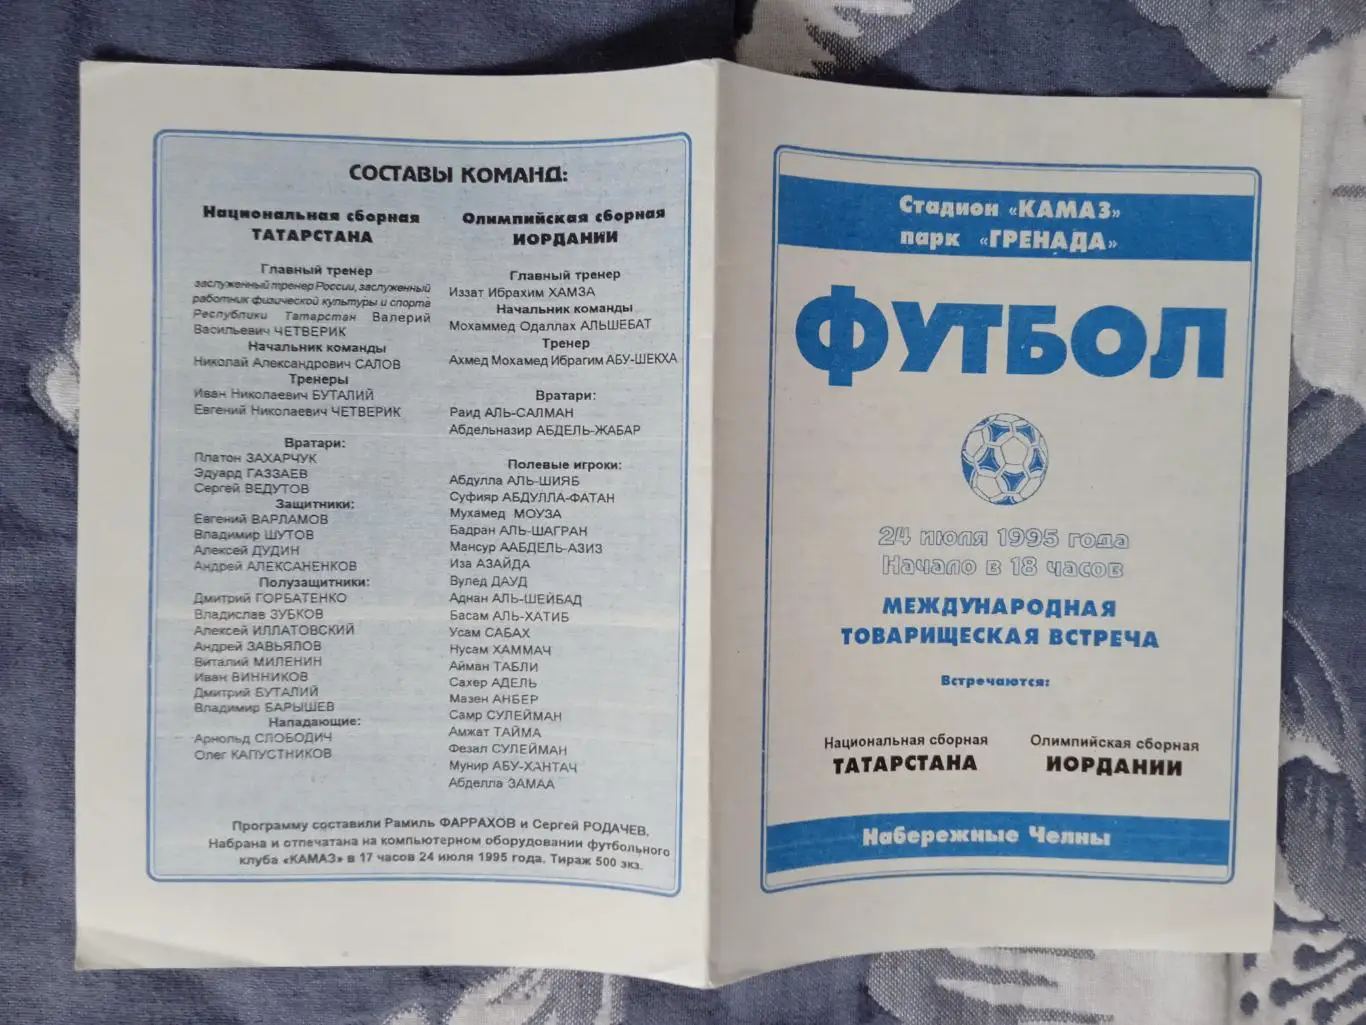 СОСТАВЫ КОМАНД:
Национальная сборная
ТАТАРСТАНА
Главный тренер
заслуженный тренер России, заслуженный
работник физической культуры и спорта
Республики Татарстан Валерий
Васильевич ЧЕТВЕРИК
Начальник команды
Николай Александрович САЛОВ
Тренеры
Иван Николаевич БУТАЛИЙ
Евгений Николаевич ЧЕТВЕРИК
Вратари:
Платон ЗАХАРЧУК
Эдуард ГАЗЗАЕВ
Сергей ВЕДУТОВ
Защитники:
Евгений ВАРЛАМОВ
Владимир ШУТОВ
Алексей ДУДИН
Андрей АЛЕКСАНЕНКОВ
Полузащитники:
Дмитрий ГОРБАТЕНКО
Владислав ЗУБКОВ
Алексей ИЛЛАТОВСКИЙ
Андрей ЗАВЬЯЛОВ
Виталий МИЛЕНИН
Иван ВИННИКОВ
Дмитрий БУТАЛИЙ
Владимир БАРЫШЕВ
Нападающие:
Арнольд СЛОБОДИЧ
Олег КАПУСТНИКОВ
Олимпийская сборная
ИОРДАНИИ
Главный тренер
Иззат Ибрахим ХАМЗА
Начальник команды
Мохаммед Одаллах АЛЬШЕБАТ
Тренер
Ахмед Мохамед Ибрагим АБУ-ШЕКХА
Вратари:
Раид АЛЬ-САЛМАН
Абдельназир АБДЕЛЬ-ЖАБАР
Полевые игроки:
Абдулла АЛЬ-ШИЯБ
Суфияр АБДУЛЛА-ФАТАН
Мухамед МОУЗА
Бадран АЛЬ-ШАГРАН
Мансур ААБДЕЛЬ-АЗИЗ
Иза АЗАЙДА
Вулед ДАУД
Аднан АЛЬ-ШЕЙБАД
Басам АЛЬ-ХАТИБ
Усам САБАХ
Нусам ХАММАЧ
Айман ТАБЛИ
Сахер АДЕЛЬ
Мазен АНБЕР
Самр СУЛЕЙМАН
Амжат ТАЙМА
Фезал СУЛЕЙМАН
Мунир АБУ-ХАНТАЧ
Абделла ЗАМАА
Программу составили Рамиль ФАРРАХОВ и Сергей РОДАЧЕВ,
Набрана и отпечатана на компьютерном оборудовании футбольного
клуба «КАМАЗ» в 17 часов 24 июля 1995 года. Тираж 500 экз.
Стадион «КАМАЗ»
парк «ГРЕНАДА»
ФУТБОЛ
24 июля 1995 года
Начало в 18 часов
МЕЖДУНАРОДНАЯ
ТОВАРИЩЕСКАЯ ВСТРЕЧА
Встречаются:
Национальная сборная
ТАТАРСТАНА
Олимпийская сборная
ИОРДАНИИ
Набережные Челны